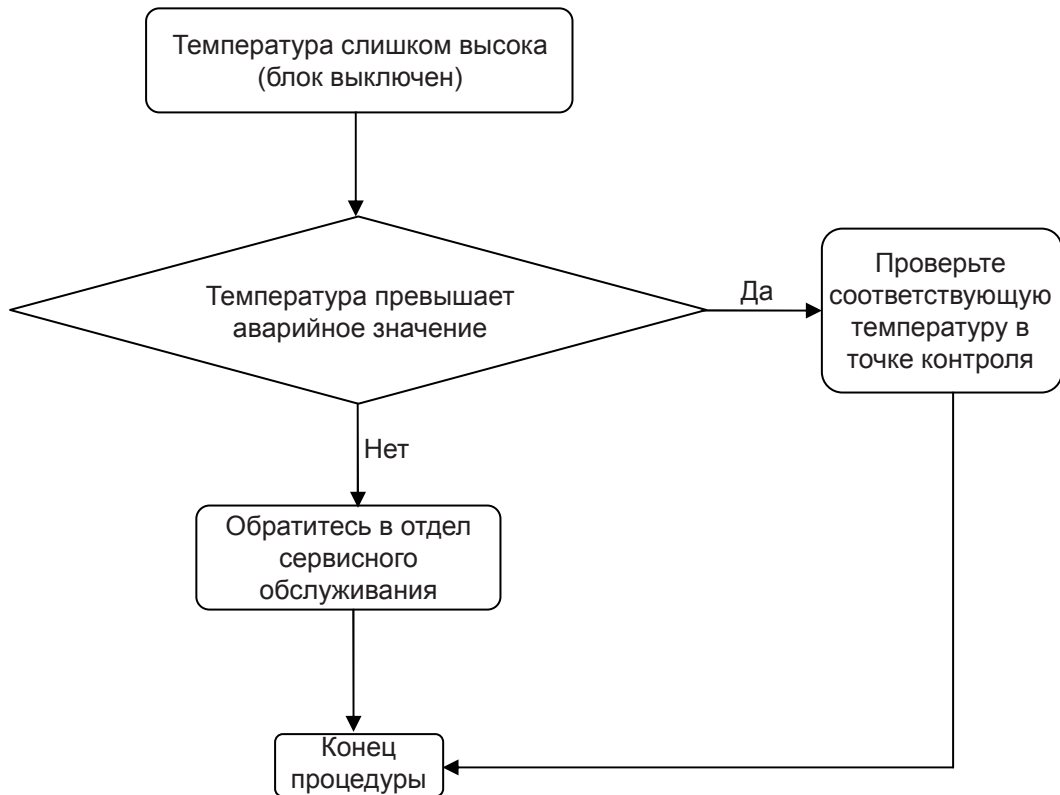 Температура слишком высока
(блок выключен)
Температура превышает
аварийное значение
Да
Проверьте
соответствующую
температуру в
точке контроля
Нет
Обратитесь в отдел
сервисного
обслуживания
Конец
процедуры